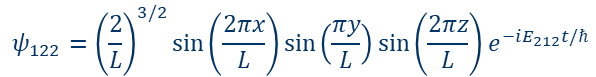 ψ₁₂₂ = (2/L)^{3/2} sin(2πx/L) sin(πy/L) sin(2πz/L) e^{−iE₂₁₂t/ħ}